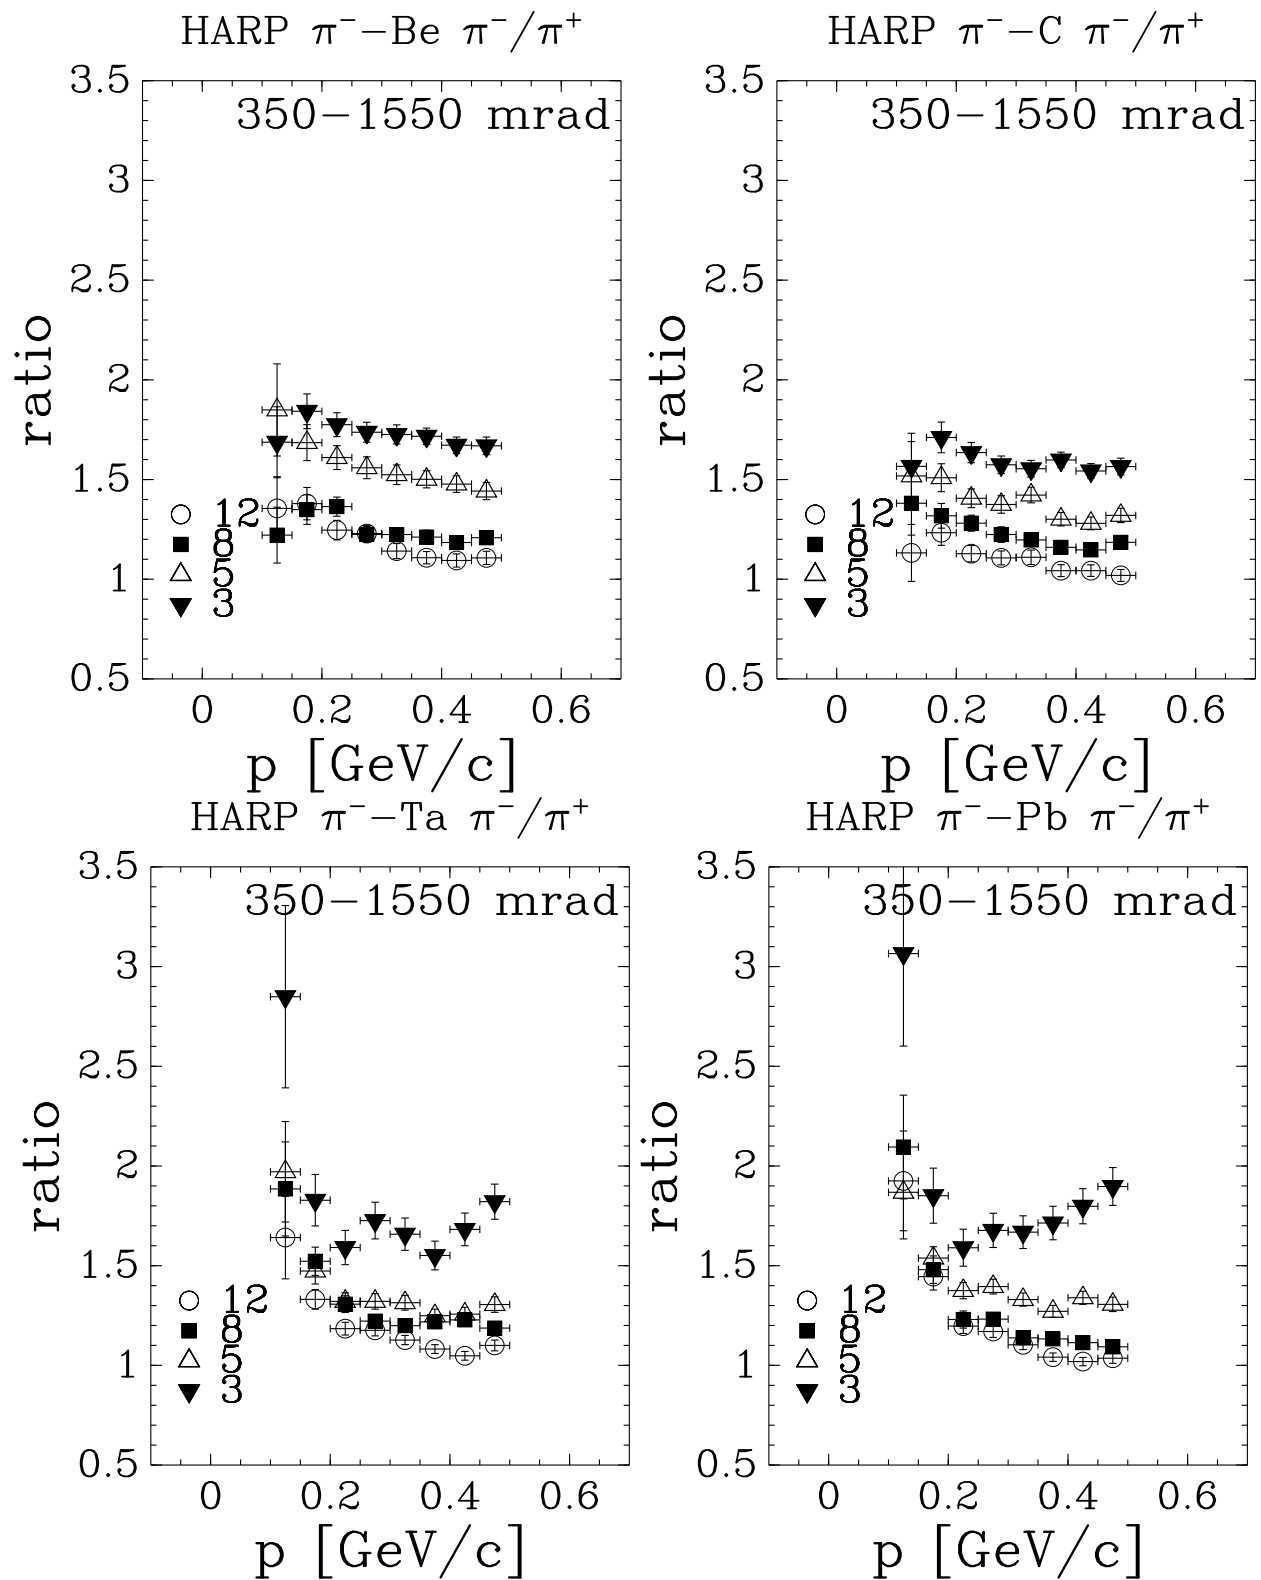 HARP π⁻−Be π⁻/π⁺
350−1550 mrad
3.5
3
2.5
2
1.5
1
0.5
ratio
12
8
5
3
0 0.2 0.4 0.6
p [GeV/c]
HARP π⁻−C π⁻/π⁺
350−1550 mrad
3.5
3
2.5
2
1.5
1
0.5
ratio
12
8
5
3
0 0.2 0.4 0.6
p [GeV/c]
HARP π⁻−Ta π⁻/π⁺
350−1550 mrad
3.5
3
2.5
2
1.5
1
0.5
ratio
12
8
5
3
0 0.2 0.4 0.6
p [GeV/c]
HARP π⁻−Pb π⁻/π⁺
350−1550 mrad
3.5
3
2.5
2
1.5
1
0.5
ratio
12
8
5
3
0 0.2 0.4 0.6
p [GeV/c]